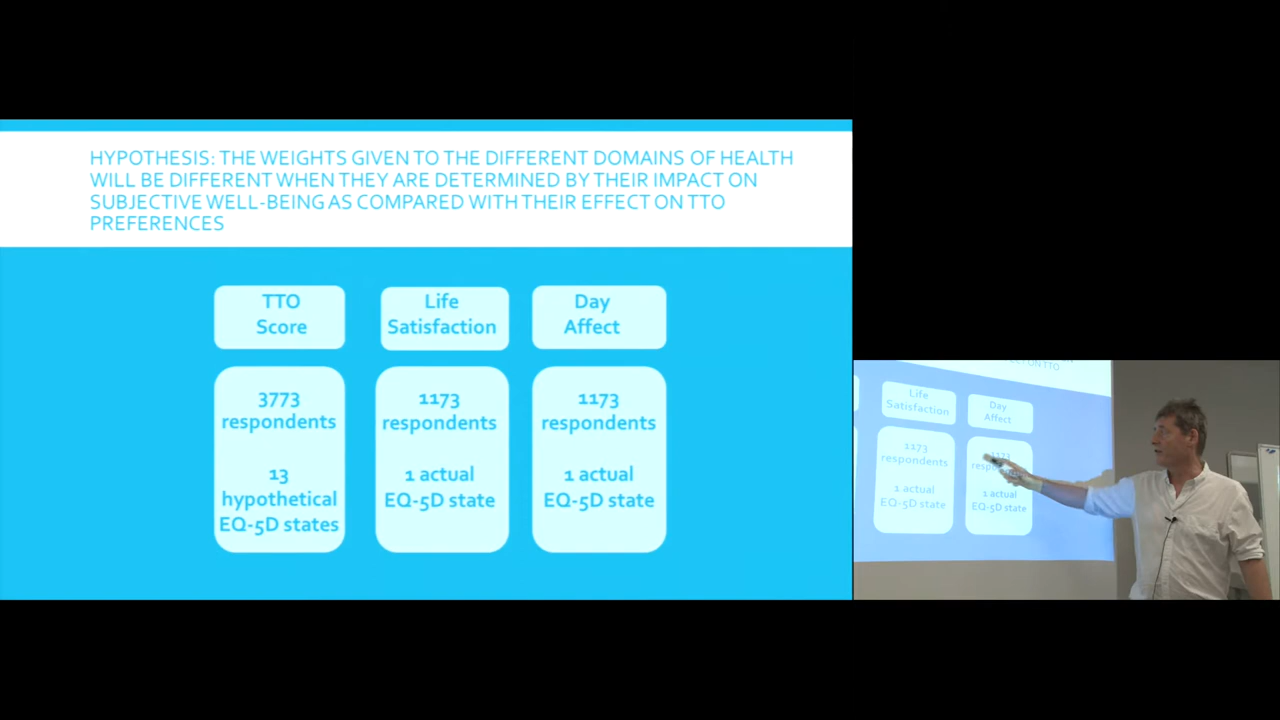 HYPOTHESIS: THE WEIGHTS GIVEN TO THE DIFFERENT DOMAINS OF HEALTH
WILL BE DIFFERENT WHEN THEY ARE DETERMINED BY THEIR IMPACT ON
SUBJECTIVE WELL-BEING AS COMPARED WITH THEIR EFFECT ON TTO
PREFERENCES
TTO
Score
Life
Satisfaction
Day
Affect
3773
respondents
13
hypothetical
EQ-5D states
1173
respondents
1 actual
EQ-5D state
1173
respondents
1 actual
EQ-5D state
Life
Satisfaction
Day
Affect
1173
respondents
1 actual
EQ-5D state
1 actual
EQ-5D state